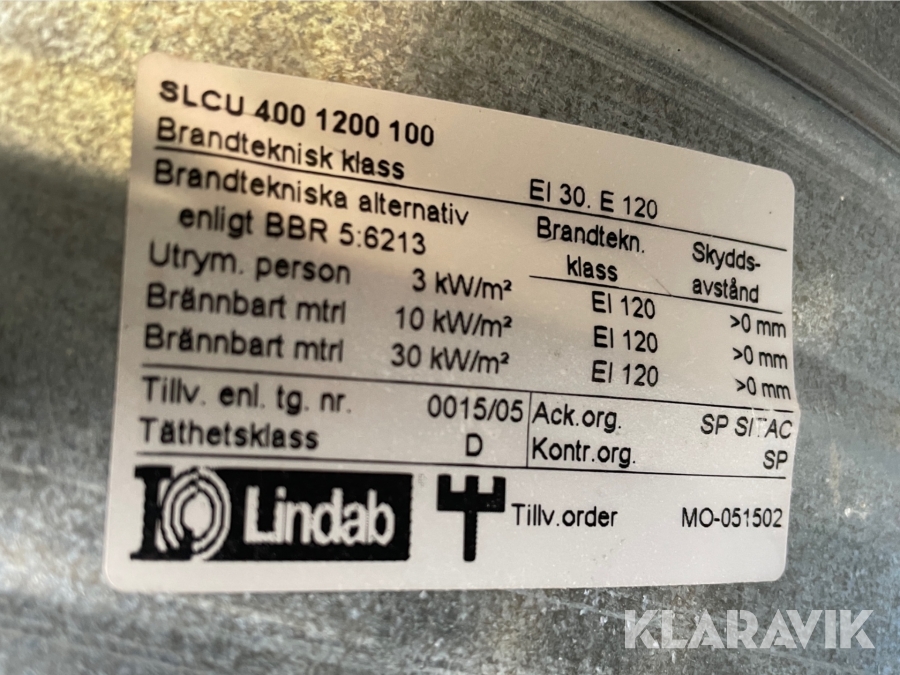 SLCU 400 1200 100
Brandteknisk klass EI 30. E 120
Brandtekniska alternativ
enligt BBR 5:6213
Brandtekn.
klass
Skydds-
avstånd
Utrym. person 3 kW/m² EI 120 >0 mm
Brännbart mtrl 10 kW/m² EI 120 >0 mm
Brännbart mtrl 30 kW/m² EI 120 >0 mm
Tillv. enl. tg. nr. 0015/05 Ack.org. SP SITAC
Täthetsklass D Kontr.org. SP
Lindab Tillv.order MO-051502
KLARAVIK